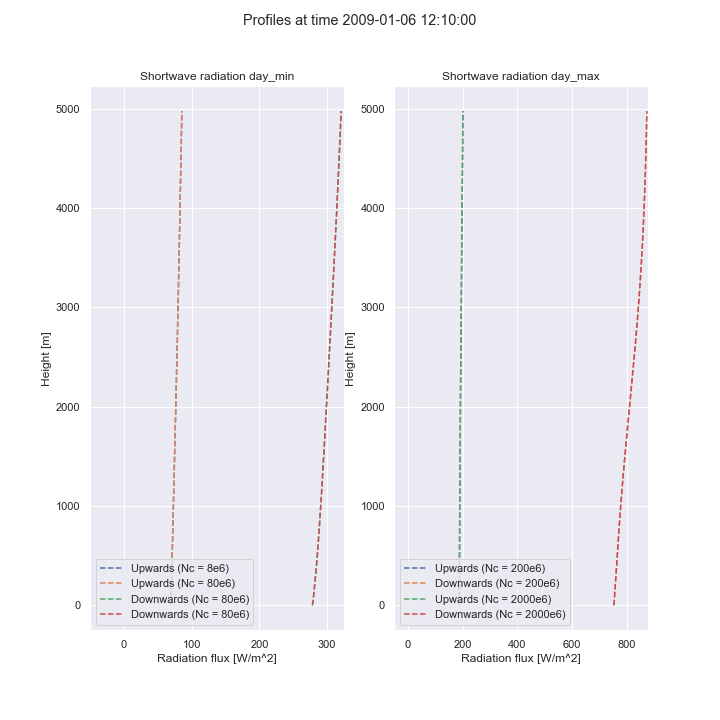 Profiles at time 2009-01-06 12:10:00
Shortwave radiation day_min
5000
4000
3000
2000
1000
0
Height [m]
Upwards (Nc = 8e6)
Upwards (Nc = 80e6)
Downwards (Nc = 80e6)
Downwards (Nc = 80e6)
0
100
200
300
Radiation flux [W/m^2]
Shortwave radiation day_max
5000
4000
3000
2000
1000
0
Height [m]
Upwards (Nc = 200e6)
Downwards (Nc = 200e6)
Upwards (Nc = 2000e6)
Downwards (Nc = 2000e6)
0
200
400
600
800
Radiation flux [W/m^2]